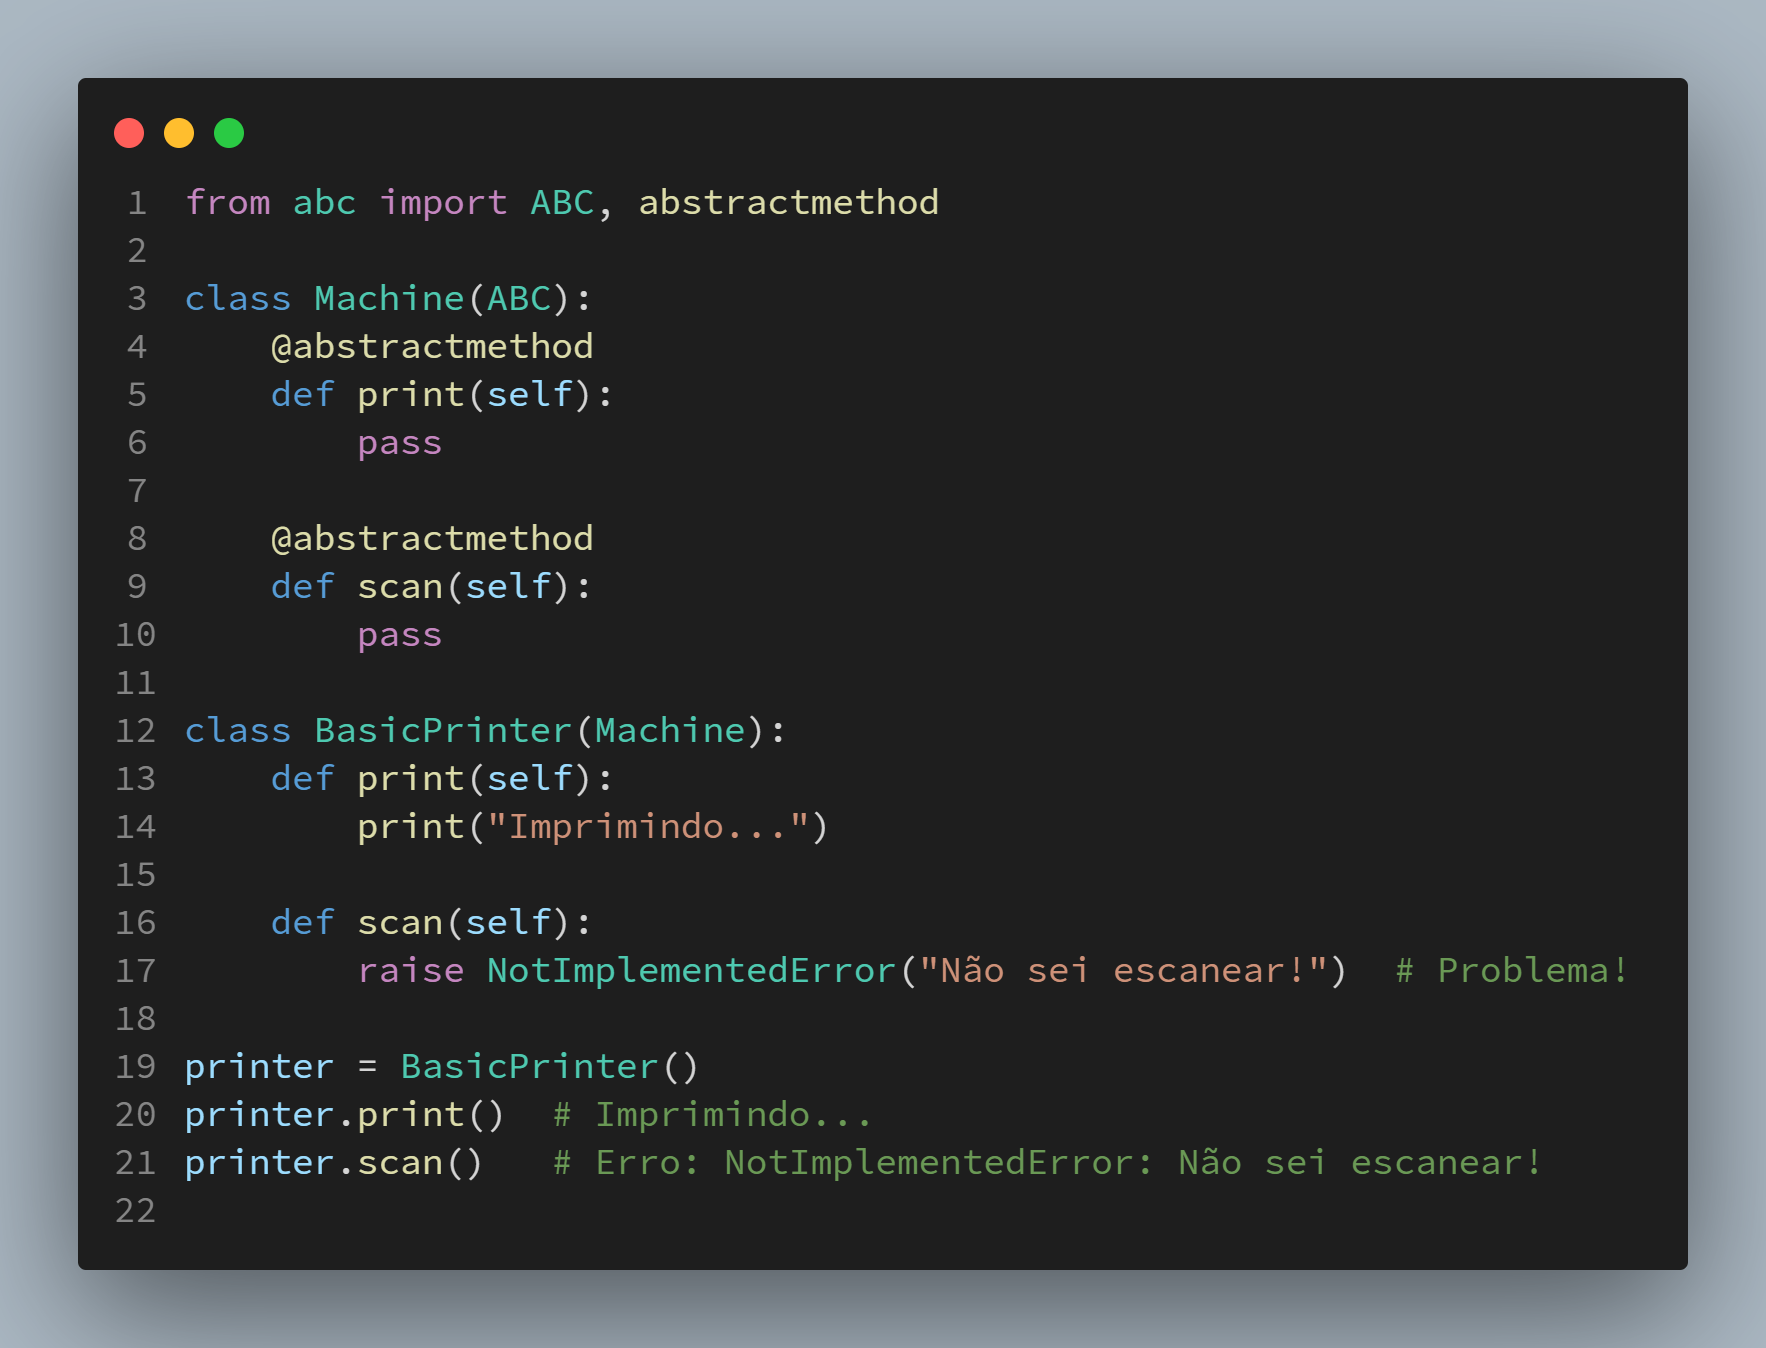 1 from abc import ABC, abstractmethod
2
3 class Machine(ABC):
4     @abstractmethod
5     def print(self):
6         pass
7
8     @abstractmethod
9     def scan(self):
10         pass
11
12 class BasicPrinter(Machine):
13     def print(self):
14         print("Imprimindo...")
15
16     def scan(self):
17         raise NotImplementedError("Não sei escanear!")  # Problema!
18
19 printer = BasicPrinter()
20 printer.print()  # Imprimindo...
21 printer.scan()   # Erro: NotImplementedError: Não sei escanear!
22